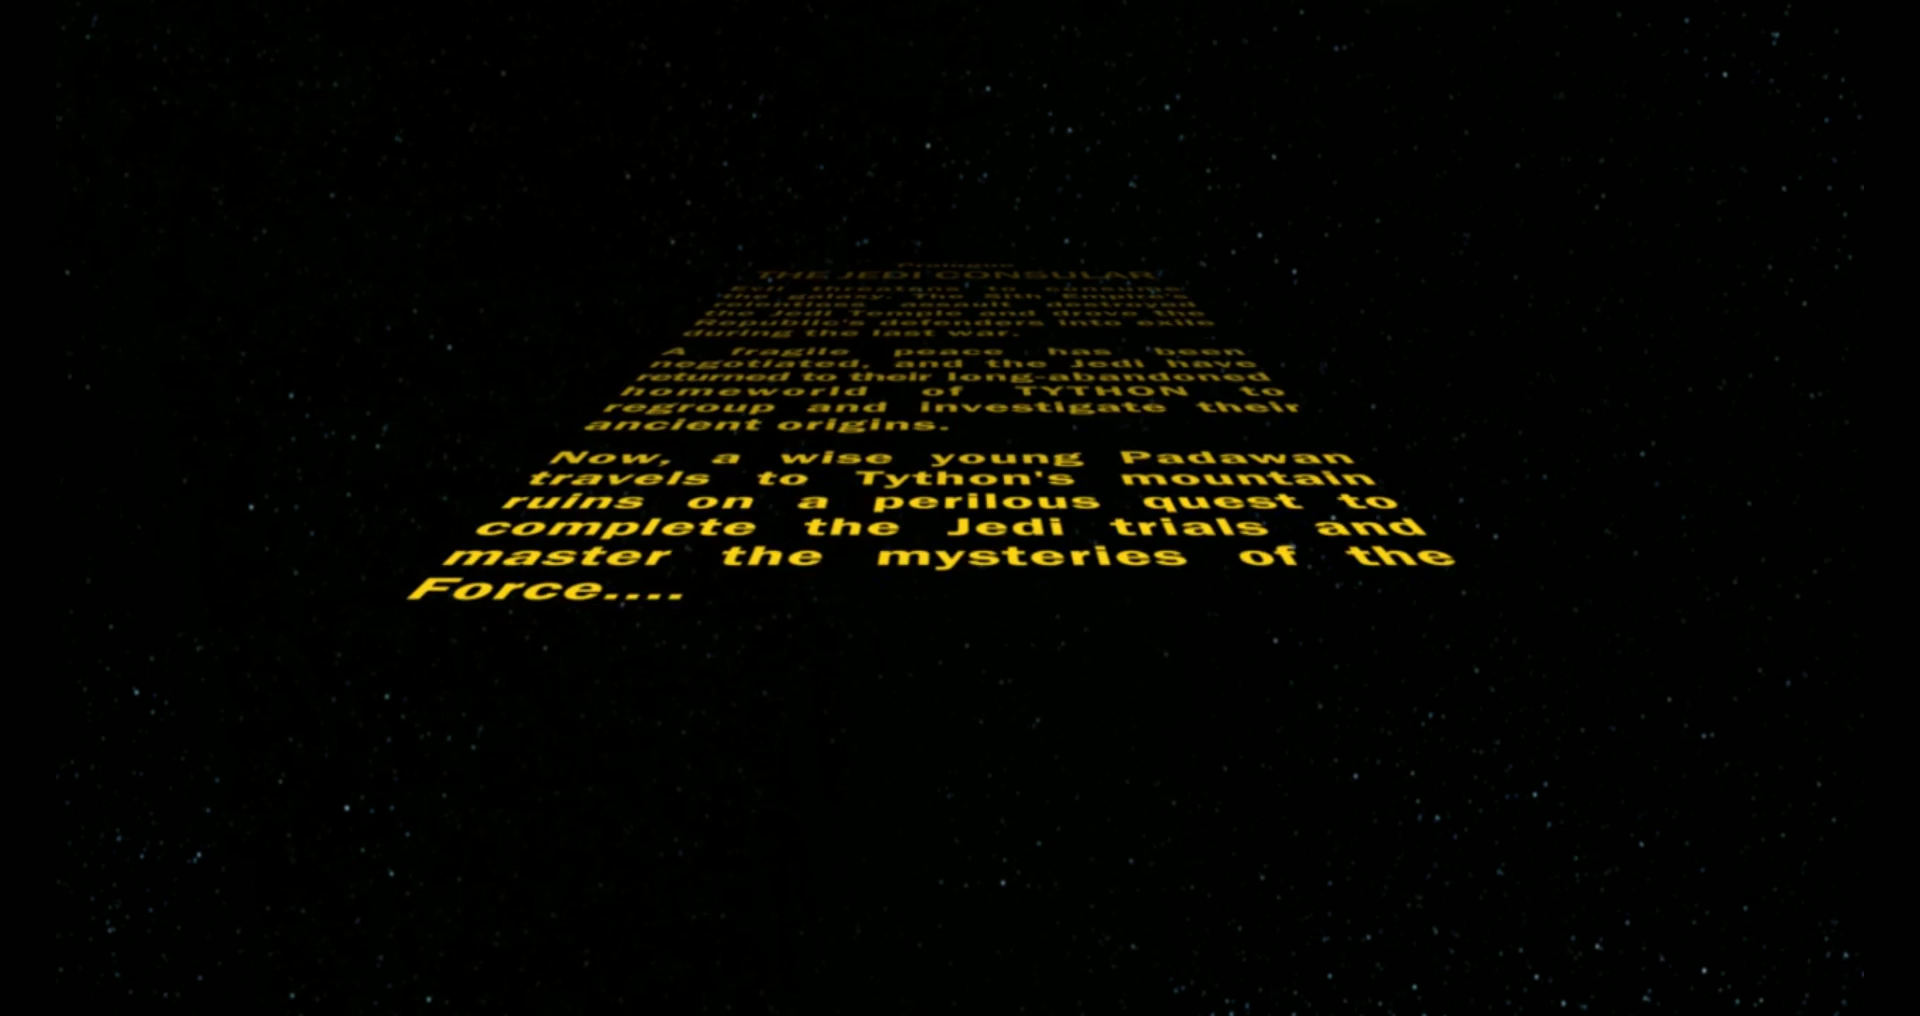 Prologue
THE JEDI CONSULAR
Evil threatens to consume
the galaxy. The Sith Empire's
relentless assault destroyed
the Jedi Temple and drove the
Republic's defenders into exile
during the last war.
A fragile peace has been
negotiated, and the Jedi have
returned to their long-abandoned
homeworld of TYTHON to
regroup and investigate their
ancient origins.
Now, a wise young Padawan
travels to Tython's mountain
ruins on a perilous quest to
complete the Jedi trials and
master the mysteries of the
Force....